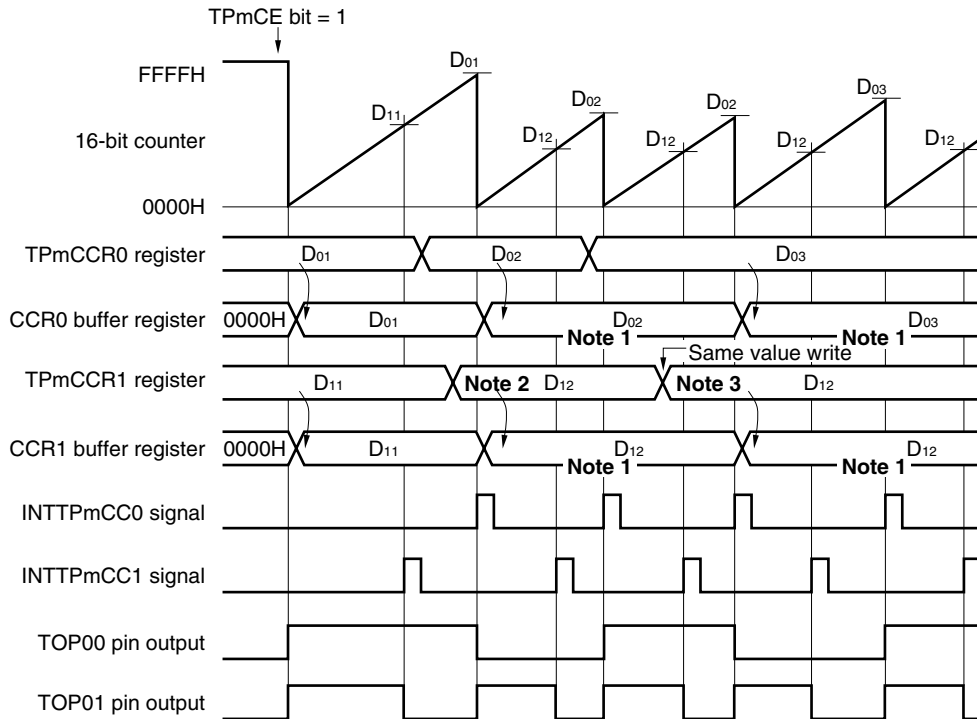 TPmCE bit = 1
FFFFH
D01
D11
D02
D02
D03
D12
D12
D12
D12
16-bit counter
0000H
TPmCCR0 register
D01
D02
D03
CCR0 buffer register
0000H
D01
D02
D03
Note 1
Note 1
Same value write
TPmCCR1 register
D11
Note 2
D12
Note 3
D12
CCR1 buffer register
0000H
D11
D12
D12
Note 1
Note 1
INTTPmCC0 signal
INTTPmCC1 signal
TOP00 pin output
TOP01 pin output